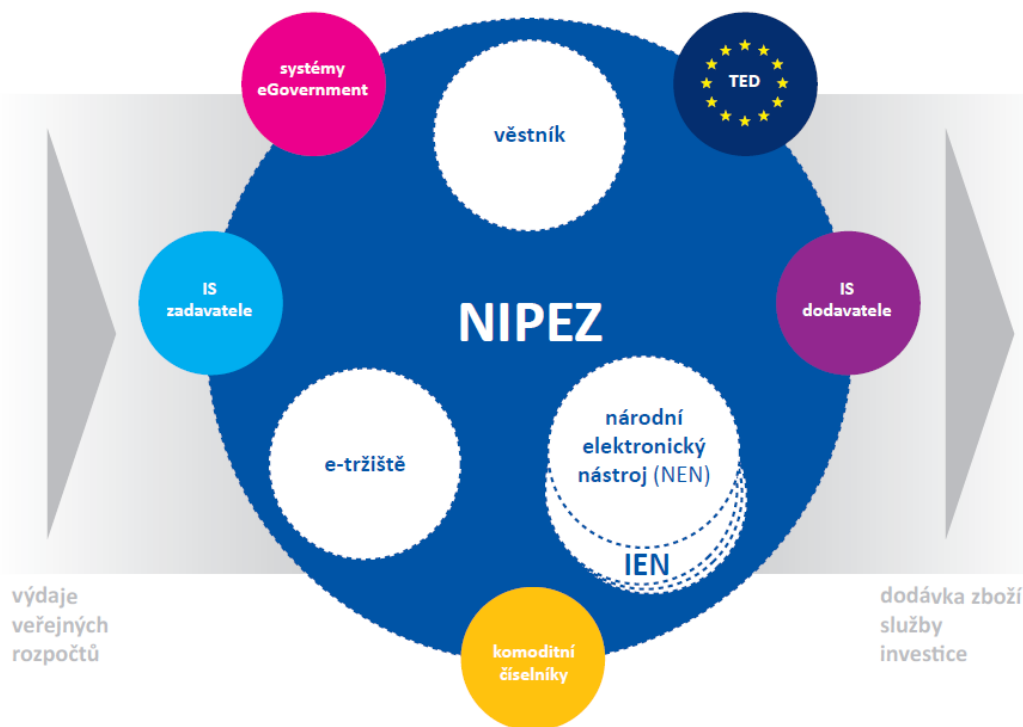 systémy
eGovernment
TED
věstník
IS
zadavatele
IS
dodavatele
NIPEZ
národní
elektronický
nástroj (NEN)
e-tržiště
IEN
výdaje
veřejných
rozpočtů
dodávka zboží
služby
investice
komoditní
číselníky